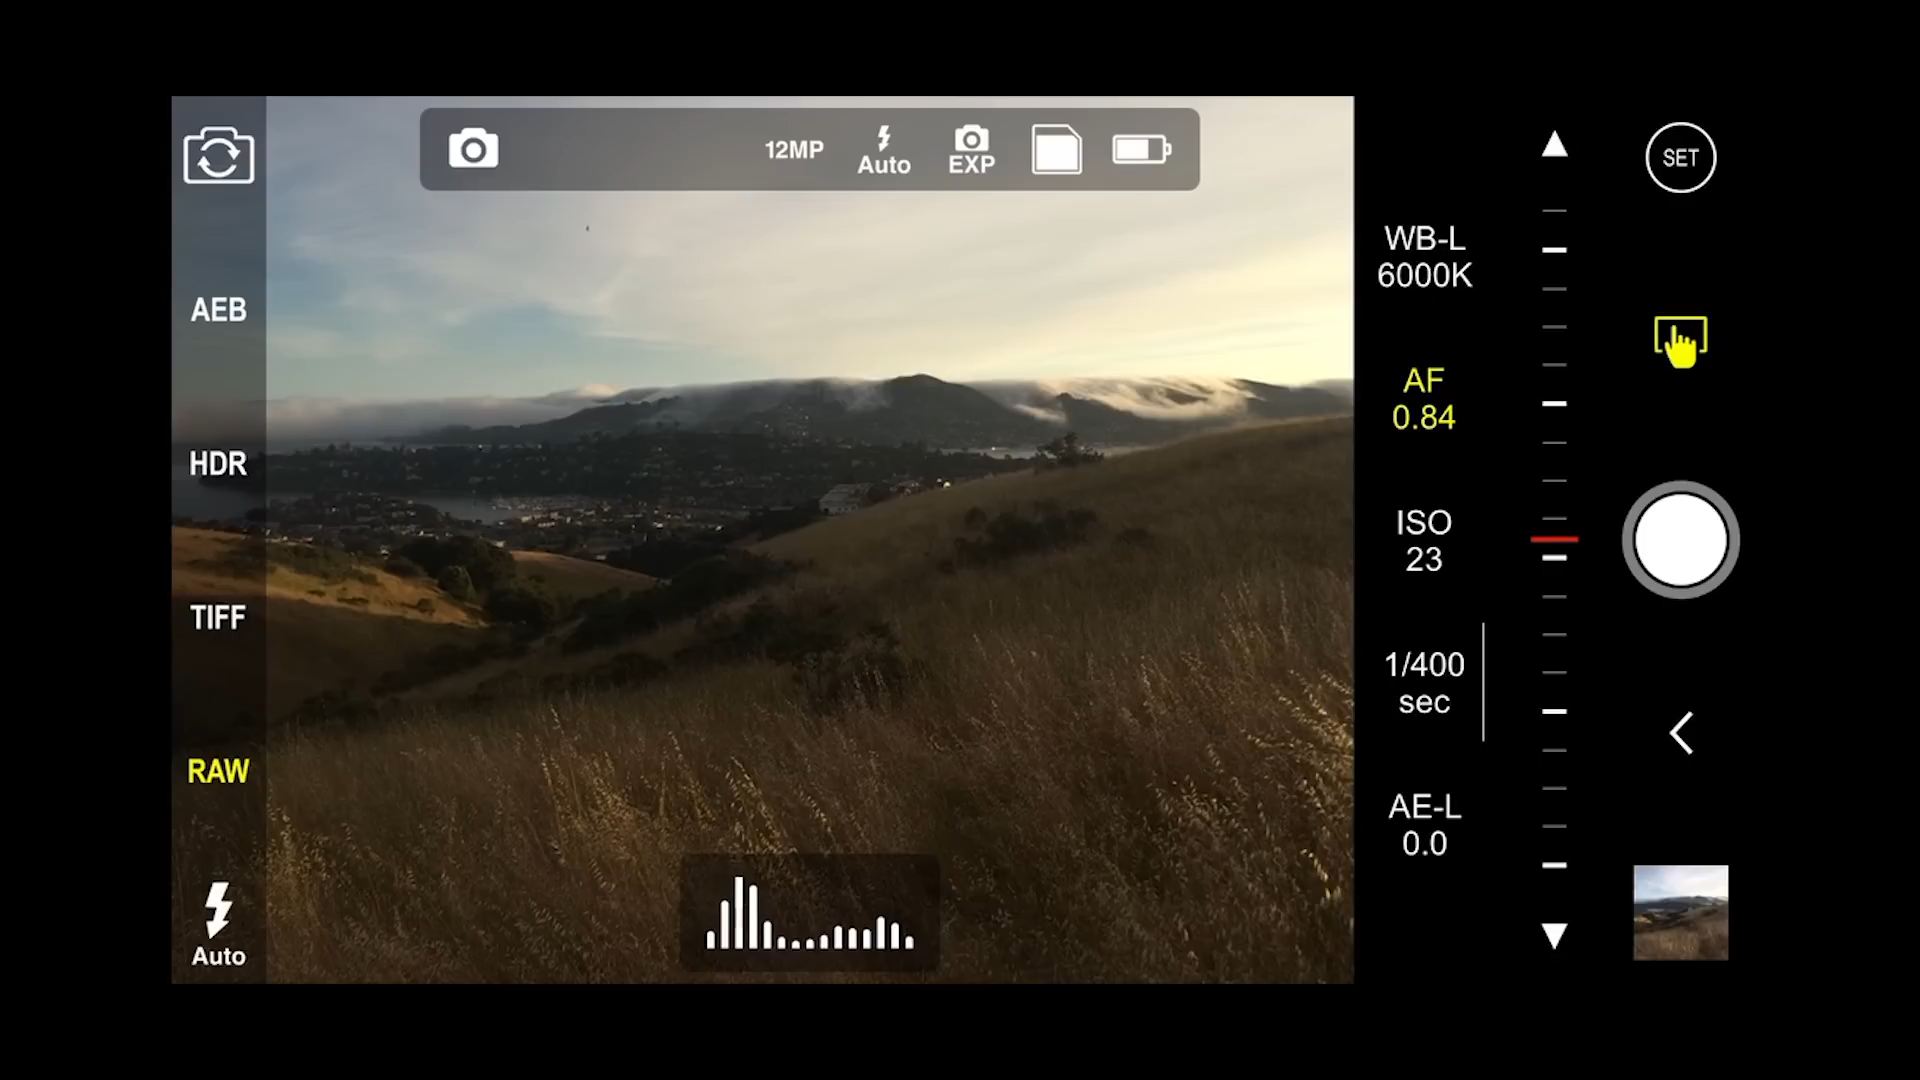 12MP
Auto
EXP
SET
AEB
HDR
TIFF
RAW
Auto
WB-L
6000K
AF
0.84
ISO
23
1/400
sec
AE-L
0.0